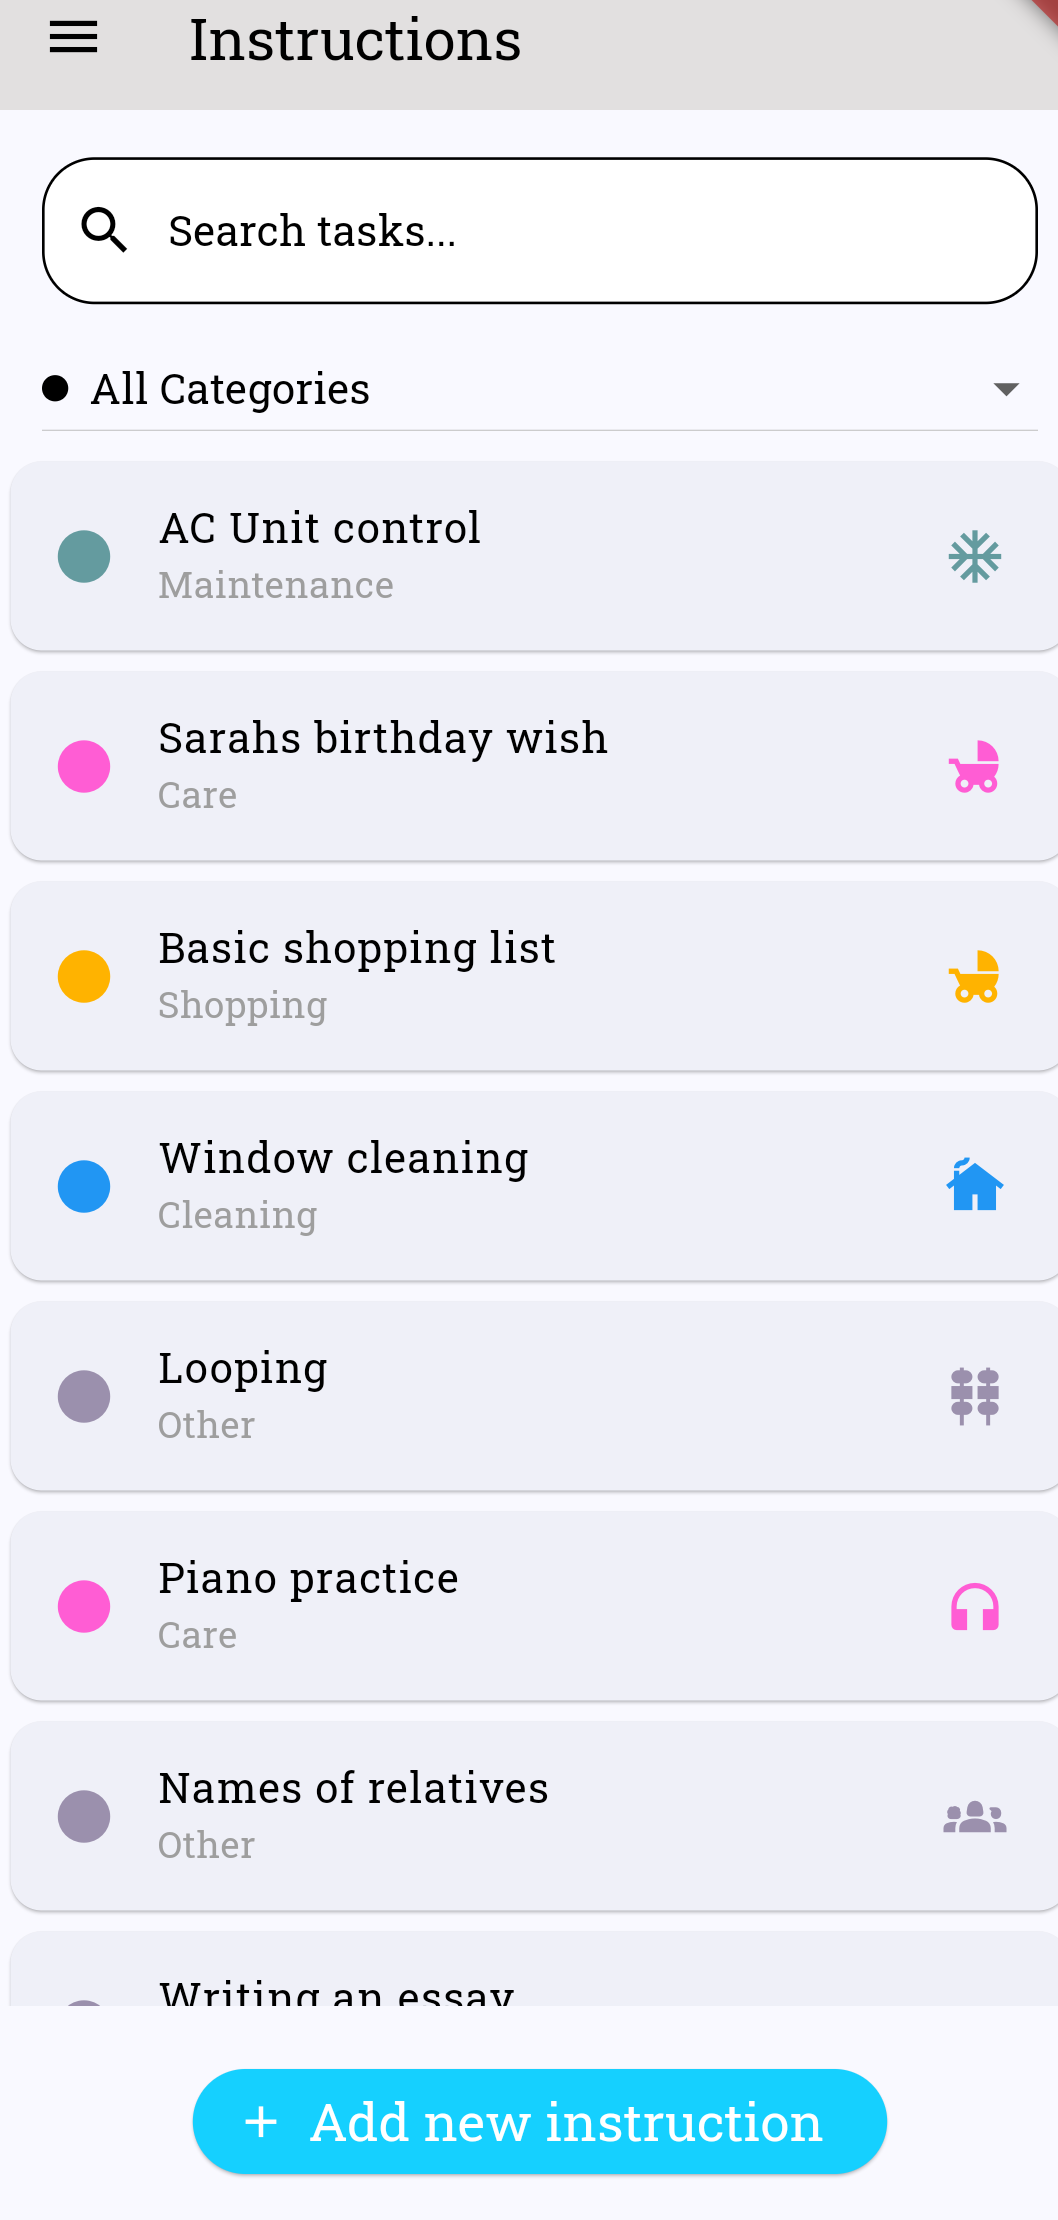 Instructions
Search tasks...
All Categories
AC Unit control
Maintenance
Sarahs birthday wish
Care
Basic shopping list
Shopping
Window cleaning
Cleaning
Looping
Other
Piano practice
Care
Names of relatives
Other
Writing an essay
+ Add new instruction